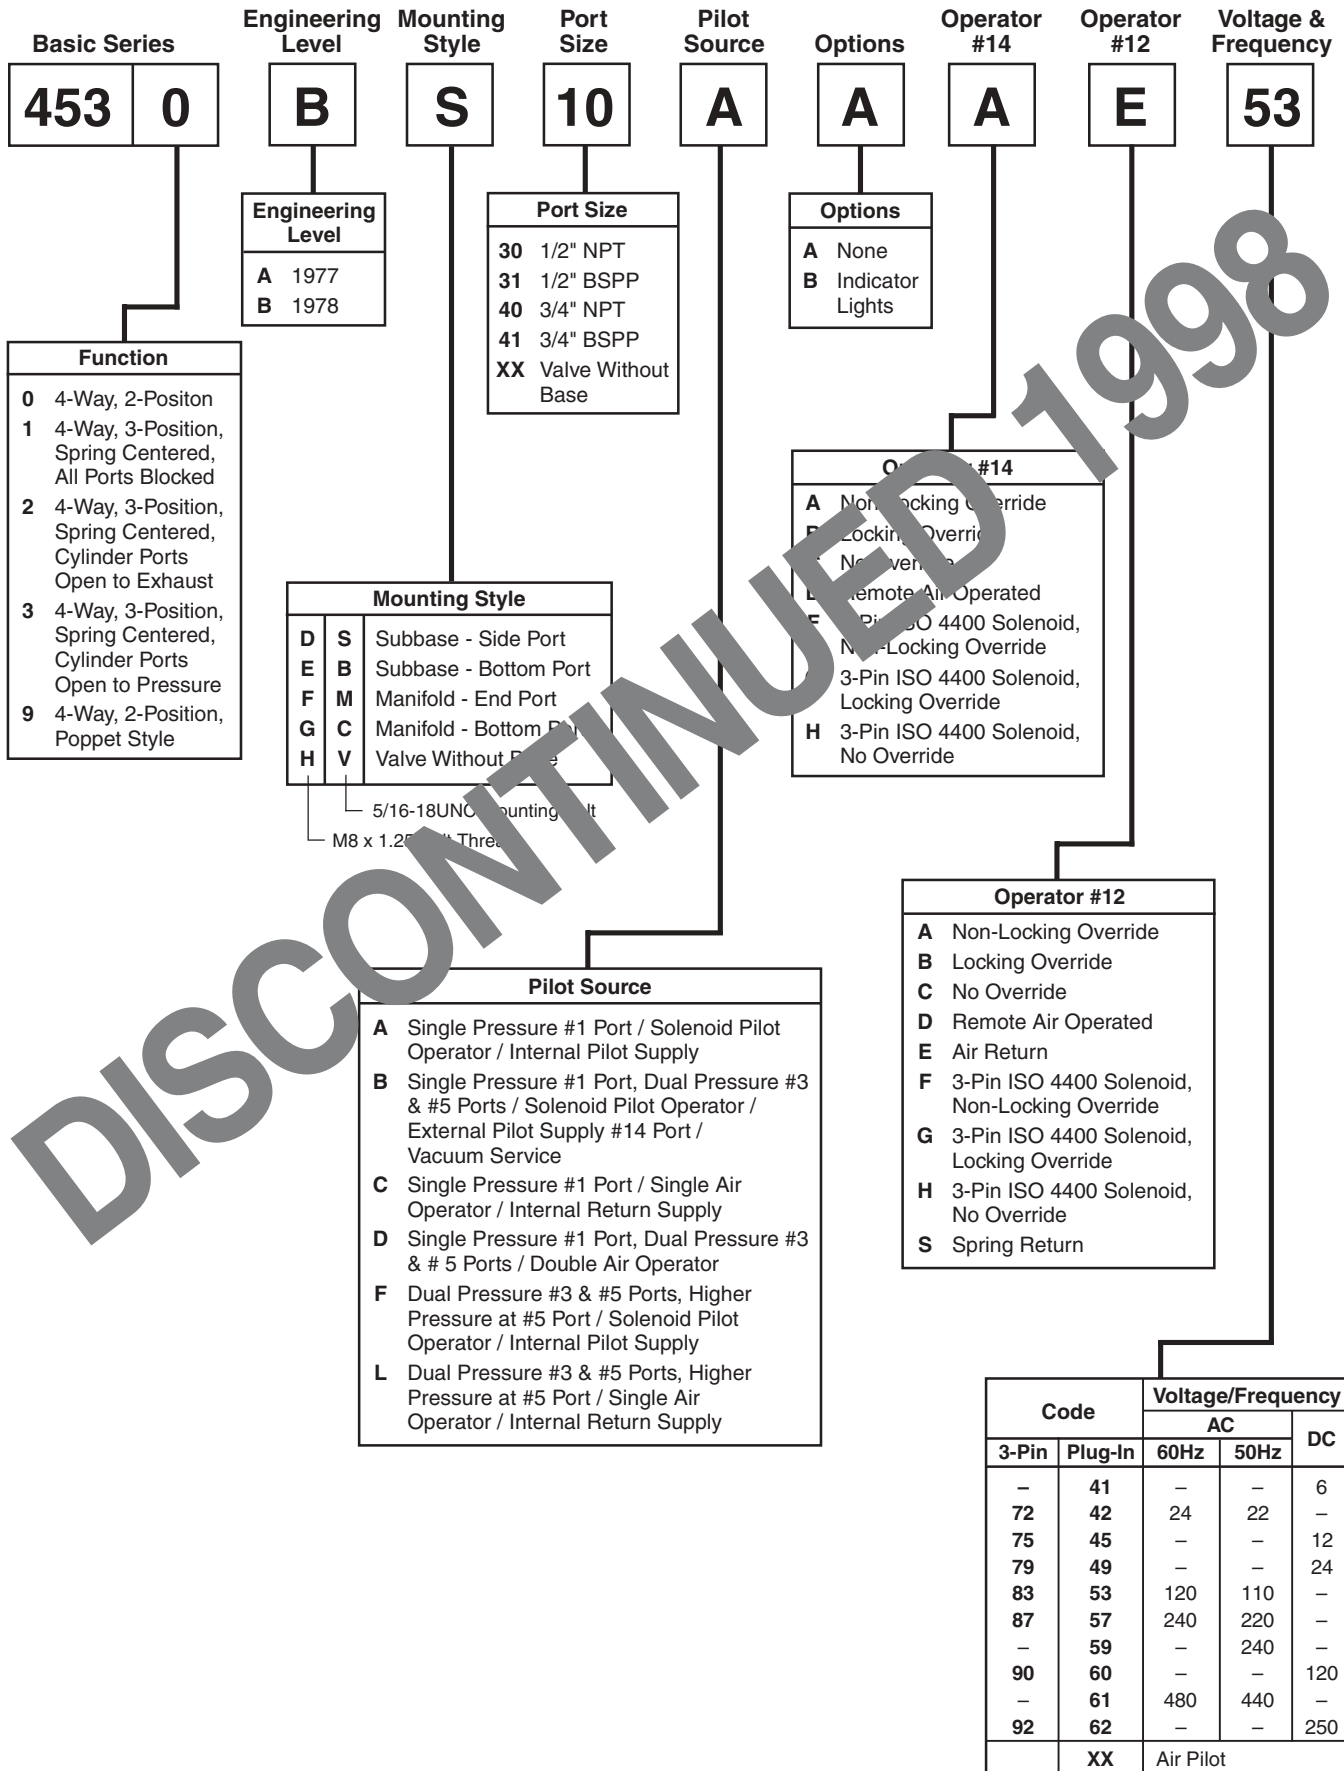 Basic Series
Engineering Level
Mounting Style
Port Size
Pilot Source
Options
Operator #14
Operator #12
Voltage & Frequency
453 0 B S 10 A A A E 53
Engineering
Level
A 1977
B 1978
Port Size
30 1/2" NPT
31 1/2" BSPP
40 3/4" NPT
41 3/4" BSPP
XX Valve Without
Base
Options
A None
B Indicator
Lights
Function
0 4-Way, 2-Positon
1 4-Way, 3-Position,
Spring Centered,
All Ports Blocked
2 4-Way, 3-Position,
Spring Centered,
Cylinder Ports
Open to Exhaust
3 4-Way, 3-Position,
Spring Centered,
Cylinder Ports
Open to Pressure
9 4-Way, 2-Position,
Poppet Style
Mounting Style
D S Subbase - Side Port
E B Subbase - Bottom Port
F M Manifold - End Port
G C Manifold - Bottom
H V Valve Without
5/16-18UNC
M8 x
#14
A Non-Locking Override
Locking
Air Operated
3-Pin ISO 4400 Solenoid,
Non-Locking Override
3-Pin ISO 4400 Solenoid,
Locking Override
H 3-Pin ISO 4400 Solenoid,
No Override
Operator #12
A Non-Locking Override
B Locking Override
C No Override
D Remote Air Operated
E Air Return
F 3-Pin ISO 4400 Solenoid,
Non-Locking Override
G 3-Pin ISO 4400 Solenoid,
Locking Override
H 3-Pin ISO 4400 Solenoid,
No Override
S Spring Return
Pilot Source
A Single Pressure #1 Port / Solenoid Pilot
Operator / Internal Pilot Supply
B Single Pressure #1 Port, Dual Pressure #3
& #5 Ports / Solenoid Pilot Operator /
External Pilot Supply #14 Port /
Vacuum Service
C Single Pressure #1 Port / Single Air
Operator / Internal Return Supply
D Single Pressure #1 Port, Dual Pressure #3
& # 5 Ports / Double Air Operator
F Dual Pressure #3 & #5 Ports, Higher
Pressure at #5 Port / Solenoid Pilot
Operator / Internal Pilot Supply
L Dual Pressure #3 & #5 Ports, Higher
Pressure at #5 Port / Single Air
Operator / Internal Return Supply
Code Voltage/Frequency
AC DC
3-Pin Plug-In 60Hz 50Hz
– 41 – – 6
72 42 24 22 –
75 45 – – 12
79 49 – – 24
83 53 120 110 –
87 57 240 220 –
– 59 – 240 –
90 60 – – 120
– 61 480 440 –
92 62 – – 250
XX Air Pilot
DISCONTINUED 1998